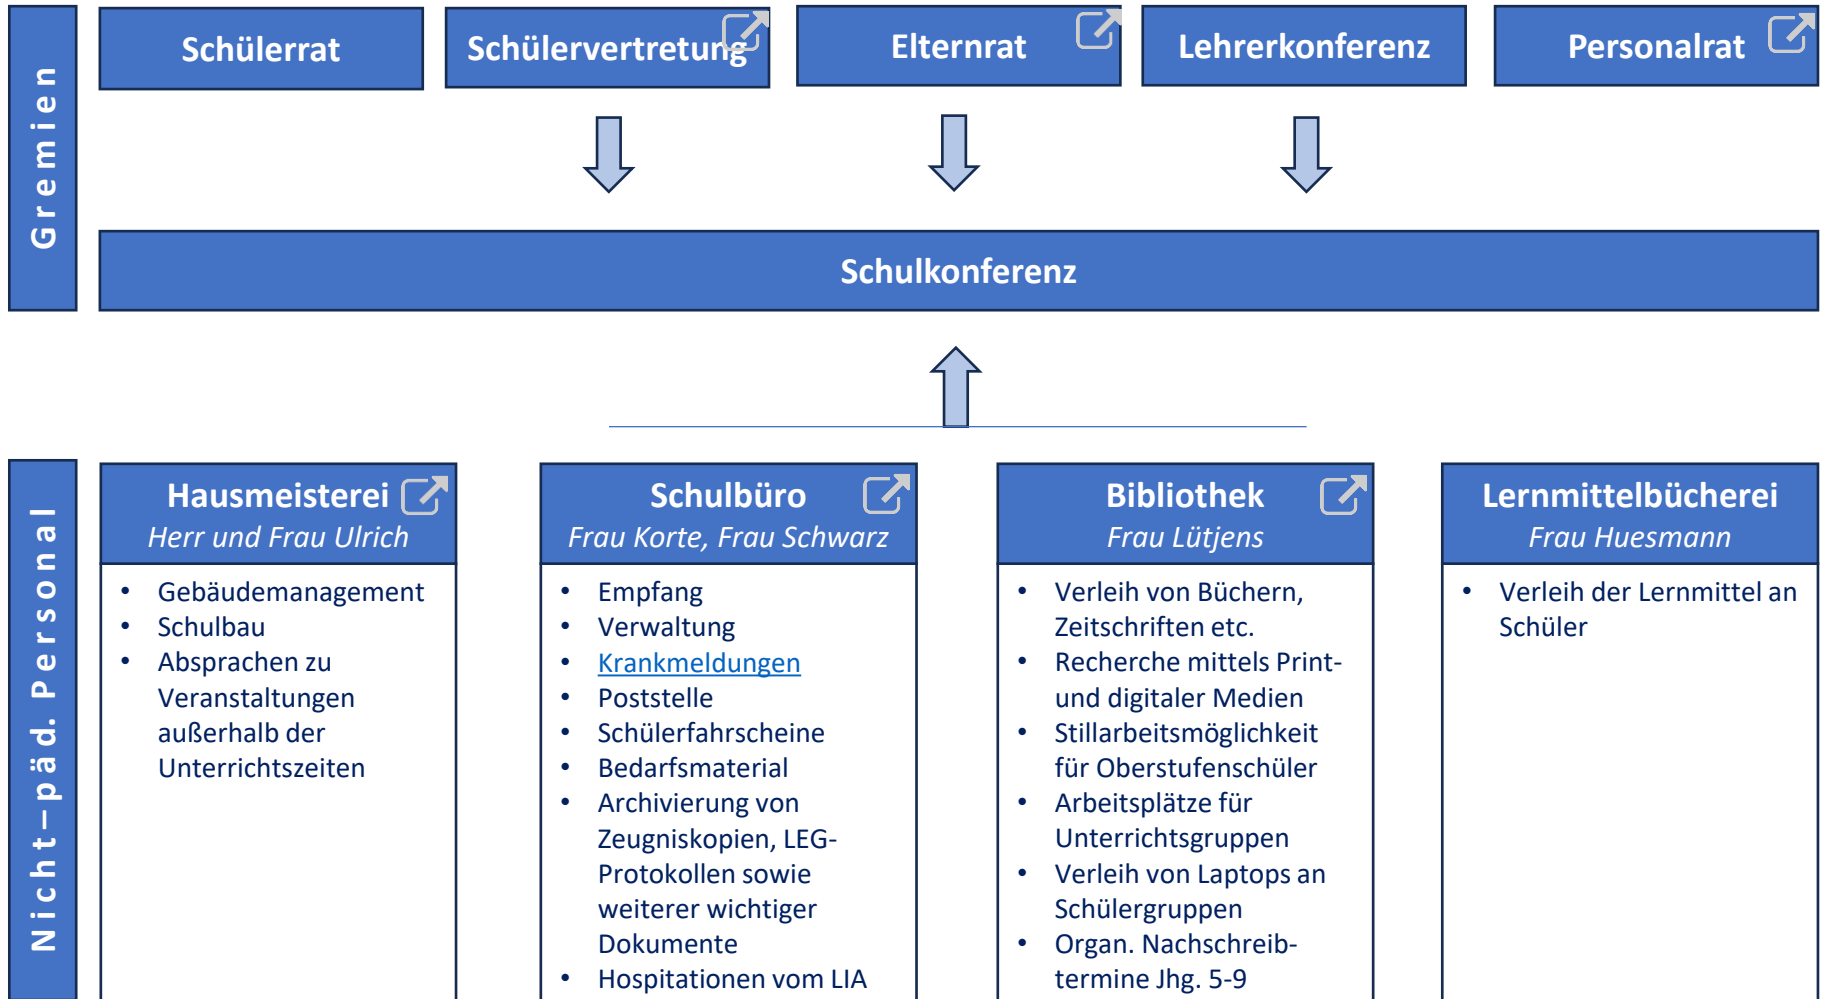 Gremien
Schülerrat
Schülervertretung
Elternrat
Lehrerkonferenz
Personalrat
Schulkonferenz
Nicht–päd. Personal
Hausmeisterei
Herr und Frau Ulrich
• Gebäudemanagement
• Schulbau
• Absprachen zu
Veranstaltungen
außerhalb der
Unterrichtszeiten
Schulbüro
Frau Korte, Frau Schwarz
• Empfang
• Verwaltung
• Krankmeldungen
• Poststelle
• Schülerfahrscheine
• Bedarfsmaterial
• Archivierung von
Zeugniskopien, LEG-
Protokollen sowie
weiterer wichtiger
Dokumente
• Hospitationen vom LIA
Bibliothek
Frau Lütjens
• Verleih von Büchern,
Zeitschriften etc.
• Recherche mittels Print-
und digitaler Medien
• Stillarbeitsmöglichkeit
für Oberstufenschüler
• Arbeitsplätze für
Unterrichtsgruppen
• Verleih von Laptops an
Schülergruppen
• Organ. Nachschreib-
termine Jhg. 5-9
Lernmittelbücherei
Frau Huesmann
• Verleih der Lernmittel an
Schüler